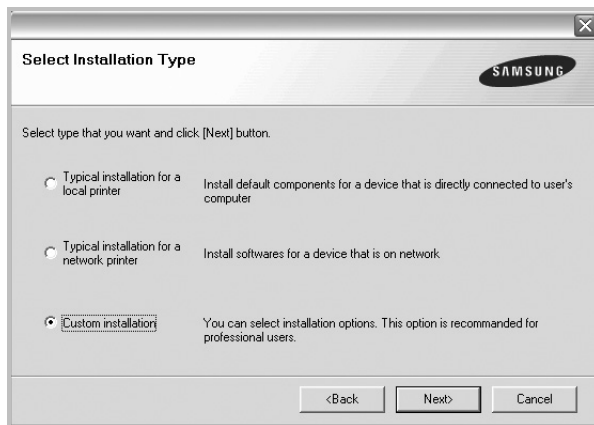 Select Installation Type
SAMSUNG
Select type that you want and click [Next] button.
Typical installation for a
local printer
Install default components for a device that is directly connected to user's
computer
Typical installation for a
network printer
Install softwares for a device that is on network
Custom installation
You can select installation options. This option is recommanded for
professional users.
<Back
Next>
Cancel